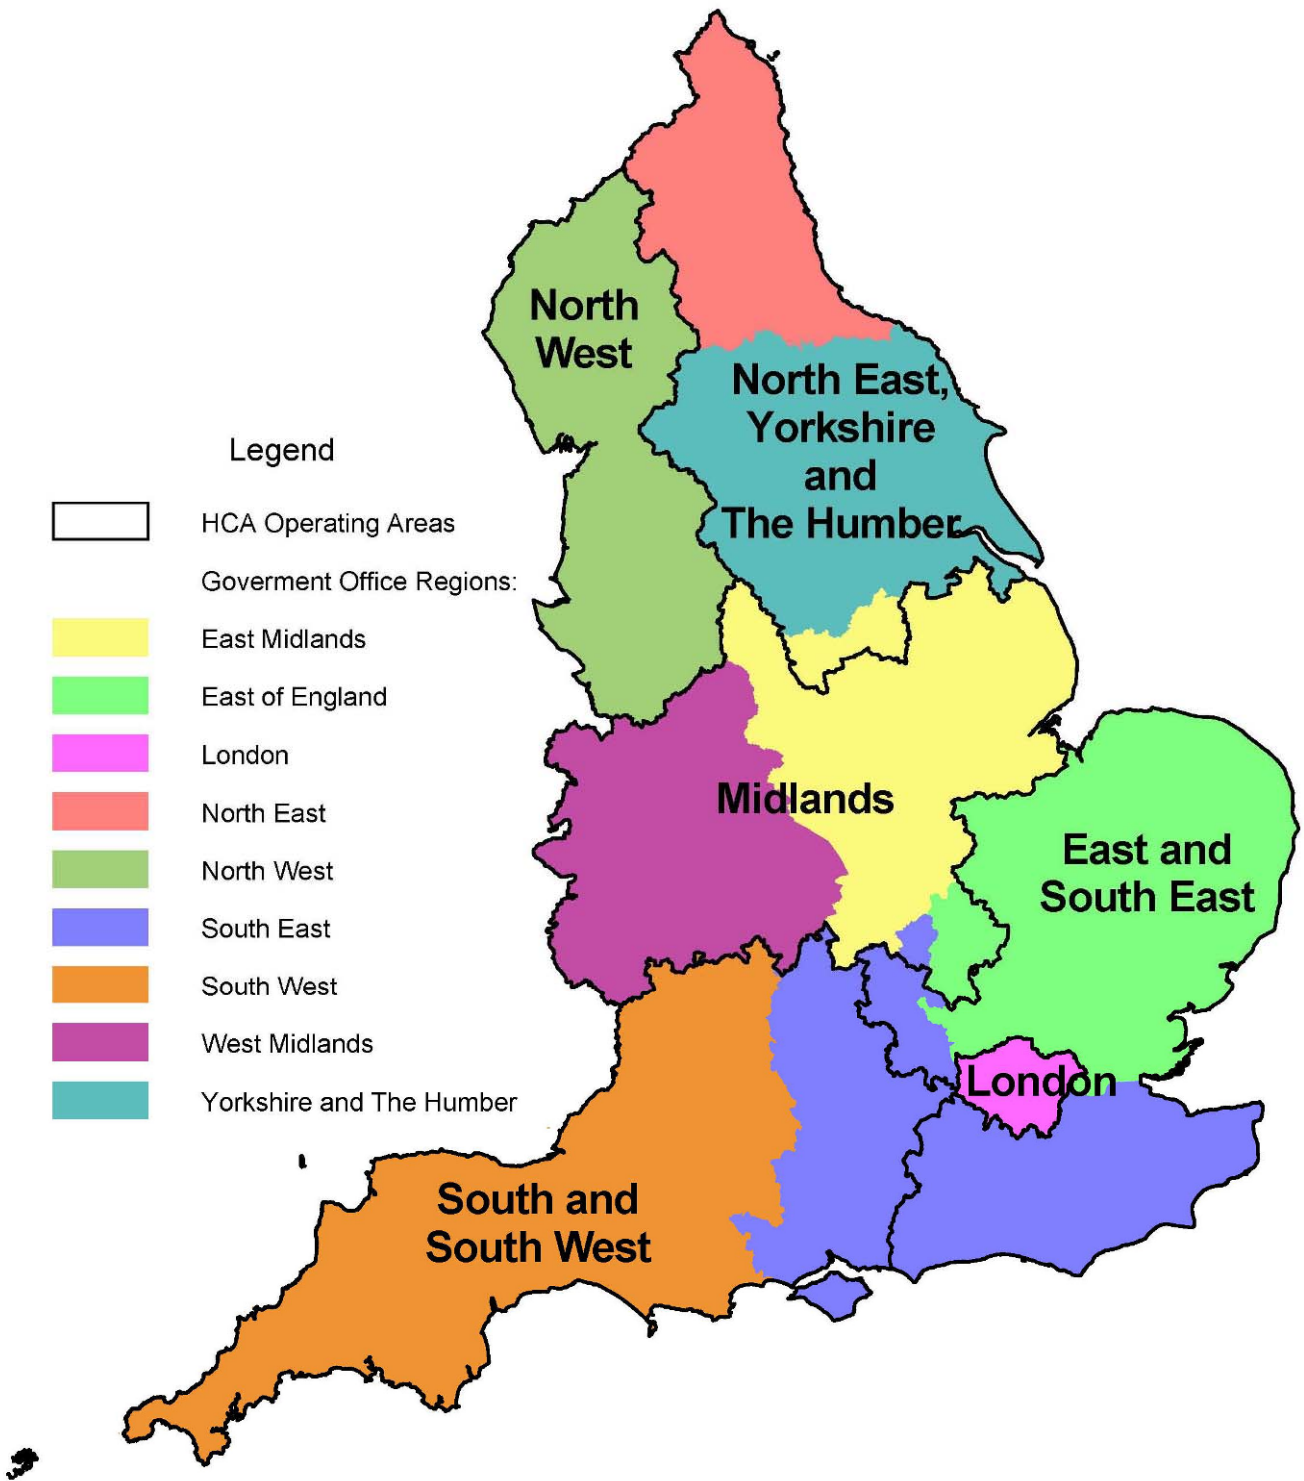 North
West
North East,
Yorkshire
and
The Humber
Legend
HCA Operating Areas
Goverment Office Regions:
East Midlands
East of England
London
North East
North West
South East
South West
West Midlands
Yorkshire and The Humber
Midlands
East and
South East
London
South and
South West